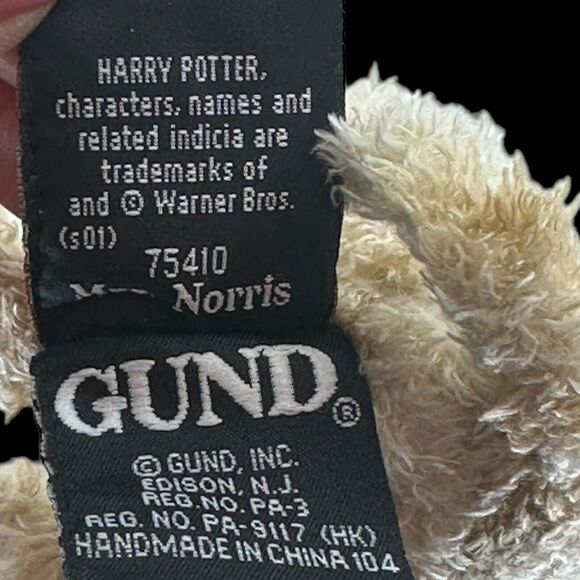 HARRY POTTER,
characters, names and
related indicia are
trademarks of
and © Warner Bros.
(s01)
75410
Norris
GUND®
© GUND, INC.
EDISON, N.J.
REG. NO. PA-3
REG. NO. PA-9117 (HK)
HANDMADE IN CHINA 104